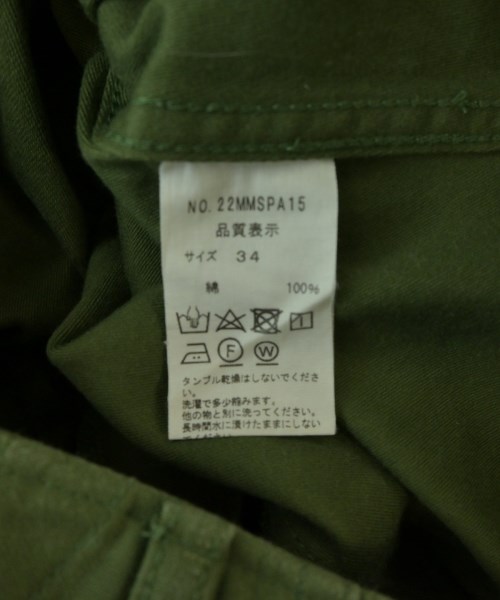 NO. 22MMSPA15
品質表示
サイズ 34
綿 100%
F W
タンブル乾燥はしないでくださ
い。
洗濯で多少縮みます。
他の物と別に洗ってください。
長時間水に漬けたままにしない